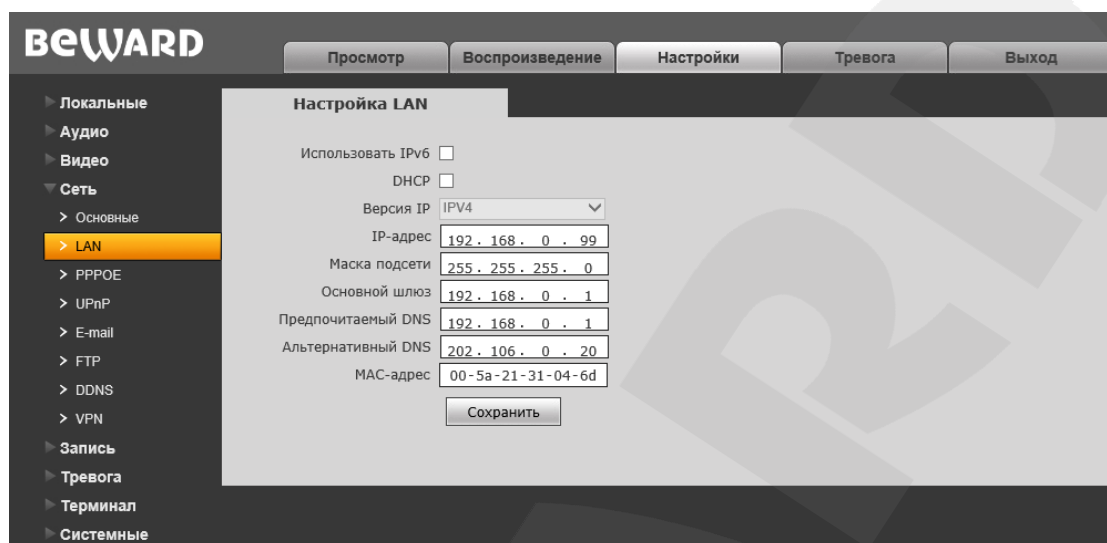 BEWARD
Просмотр Воспроизведение Настройки Тревога Выход
Локальные
Аудио
Видео
Сеть
Основные
LAN
PPPOE
UPnP
E-mail
FTP
DDNS
VPN
Запись
Тревога
Терминал
Системные
Настройка LAN
Использовать IPv6
DHCP
Версия IP IPV4
IP-адрес 192. 168. 0 . 99
Маска подсети 255. 255. 255. 0
Основной шлюз 192. 168. 0 . 1
Предпочитаемый DNS 192. 168. 0 . 1
Альтернативный DNS 202. 106. 0 . 20
MAC-адрес 00-5a-21-31-04-6d
Сохранить